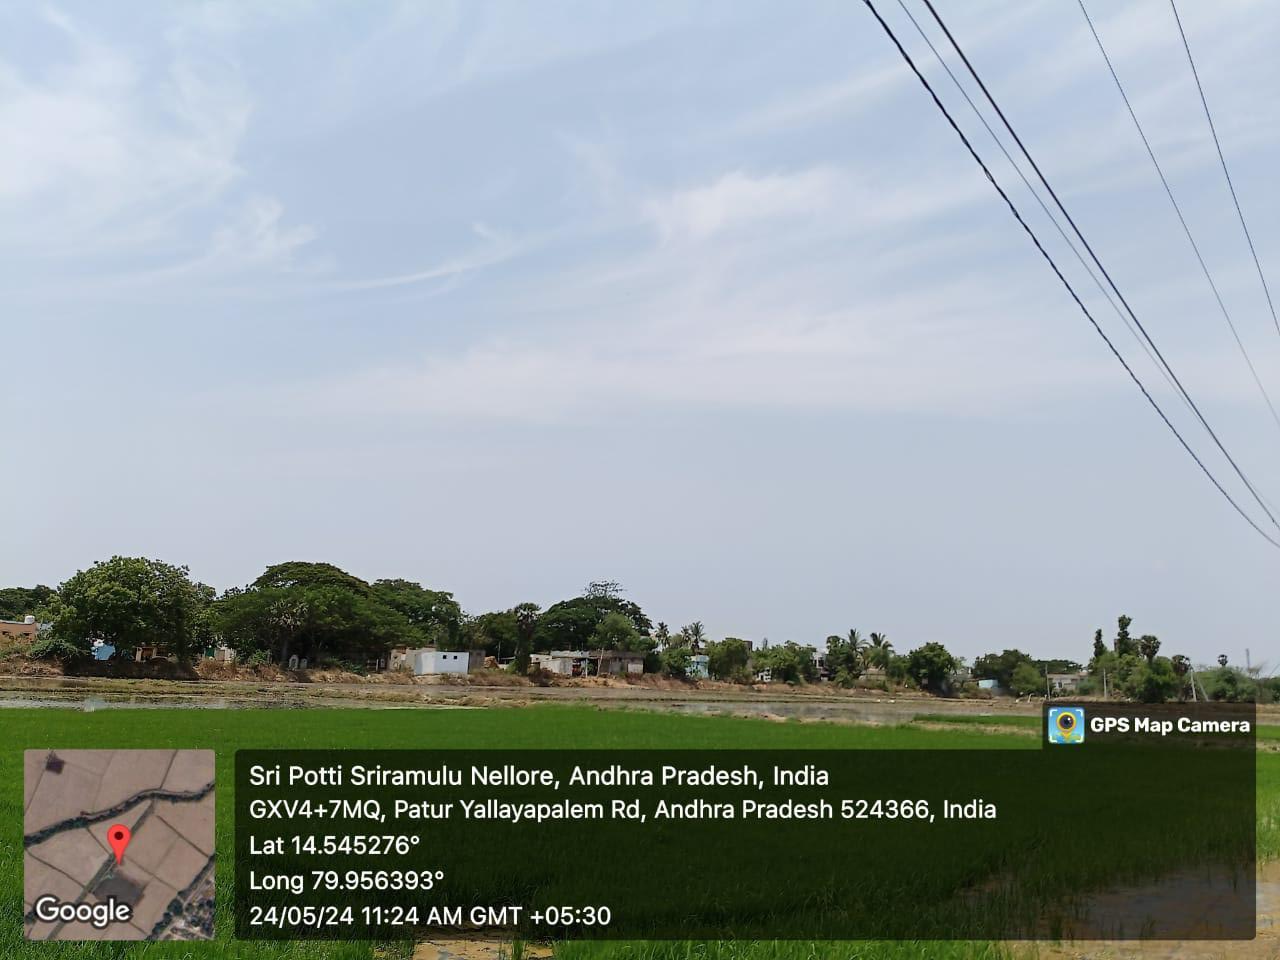 GPS Map Camera
Sri Potti Sriramulu Nellore, Andhra Pradesh, India
GXV4+7MQ, Patur Yallayapalem Rd, Andhra Pradesh 524366, India
Lat 14.545276°
Long 79.956393°
24/05/24 11:24 AM GMT +05:30
Google